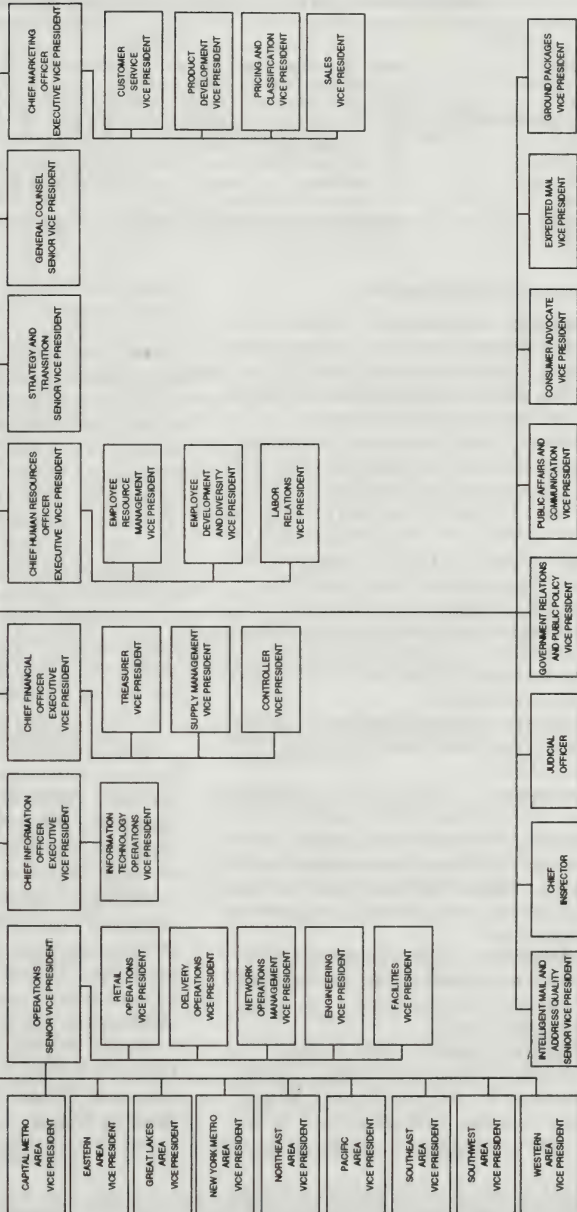 CAPITAL METRO
AREA
VICE PRESIDENT
EASTERN
AREA
VICE PRESIDENT
GREAT LAKES
AREA
VICE PRESIDENT
NEW YORK METRO
AREA
VICE PRESIDENT
NORTHEAST
AREA
VICE PRESIDENT
PACIFIC
AREA
VICE PRESIDENT
SOUTHEAST
AREA
VICE PRESIDENT
SOUTHWEST
AREA
VICE PRESIDENT
WESTERN
AREA
VICE PRESIDENT
OPERATIONS
SENIOR VICE PRESIDENT
RETAIL
OPERATIONS
VICE PRESIDENT
DELIVERY
OPERATIONS
VICE PRESIDENT
NETWORK
OPERATIONS
MANAGEMENT
VICE PRESIDENT
ENGINEERING
VICE PRESIDENT
FACILITIES
VICE PRESIDENT
CHIEF INFORMATION
OFFICER
EXECUTIVE
VICE PRESIDENT
INFORMATION
TECHNOLOGY
OPERATIONS
VICE PRESIDENT
CHIEF FINANCIAL
OFFICER
EXECUTIVE
VICE PRESIDENT
TREASURER
VICE PRESIDENT
SUPPLY MANAGEMENT
VICE PRESIDENT
CONTROLLER
VICE PRESIDENT
CHIEF HUMAN RESOURCES
OFFICER
EXECUTIVE VICE PRESIDENT
EMPLOYEE
RESOURCE
MANAGEMENT
VICE PRESIDENT
EMPLOYEE
DEVELOPMENT
AND DIVERSITY
VICE PRESIDENT
LABOR
RELATIONS
VICE PRESIDENT
STRATEGY AND
TRANSITION
SENIOR VICE PRESIDENT
GENERAL COUNSEL
SENIOR VICE PRESIDENT
CHIEF MARKETING
OFFICER
EXECUTIVE VICE PRESIDENT
CUSTOMER
SERVICE
VICE PRESIDENT
PRODUCT
DEVELOPMENT
VICE PRESIDENT
PRICING AND
CLASSIFICATION
VICE PRESIDENT
SALES
VICE PRESIDENT
INTELLIGENT MAIL AND
ADDRESS QUALITY
SENIOR VICE PRESIDENT
CHIEF
INSPECTOR
JUDICIAL
OFFICER
GOVERNMENT RELATIONS
AND PUBLIC POLICY
VICE PRESIDENT
PUBLIC AFFAIRS AND
COMMUNICATION
VICE PRESIDENT
CONSUMER ADVOCATE
VICE PRESIDENT
EXPEDITED MAIL
VICE PRESIDENT
GROUND PACKAGES
VICE PRESIDENT